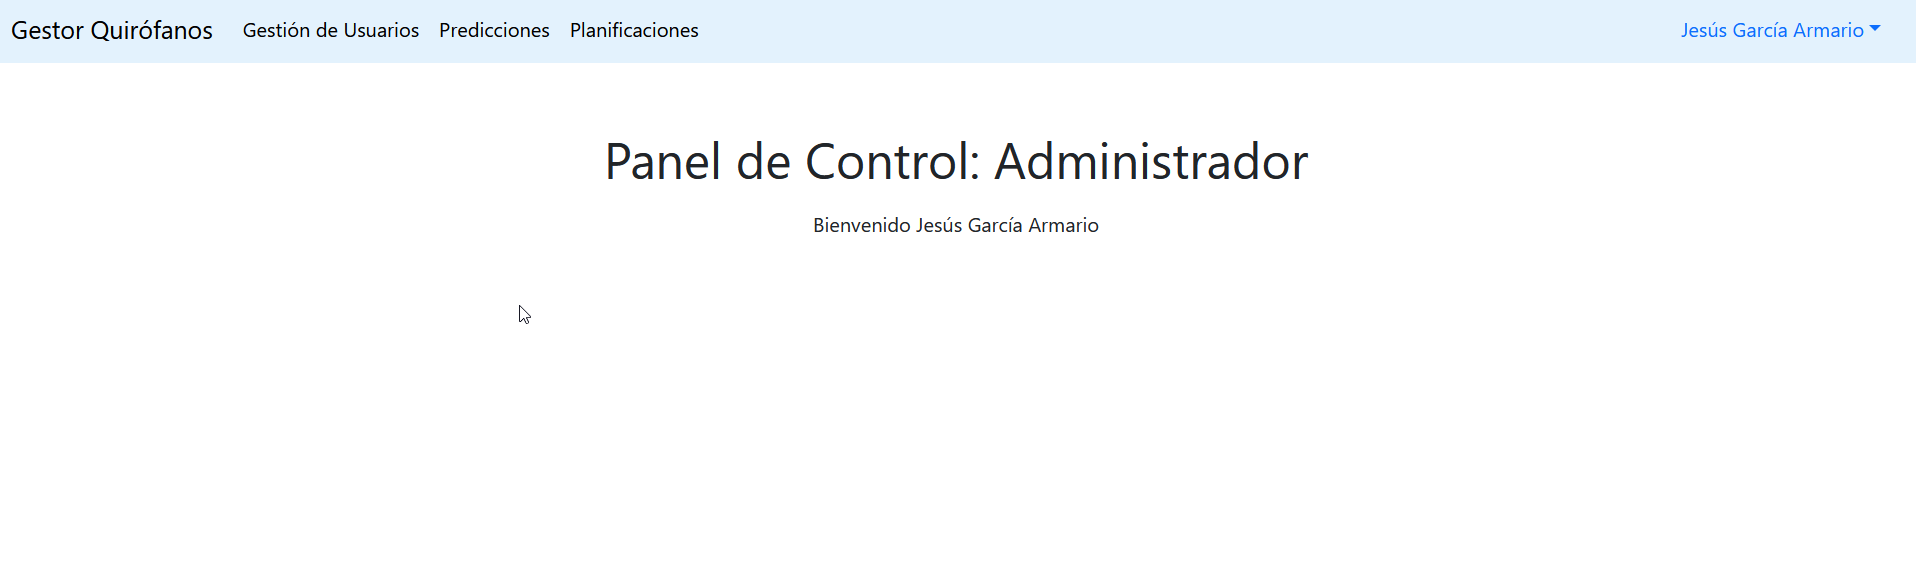 Gestor Quirófanos Gestión de Usuarios Predicciones Planificaciones Jesús García Armario
Panel de Control: Administrador
Bienvenido Jesús García Armario